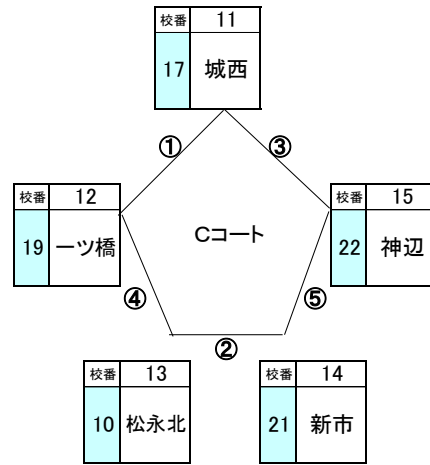 校番 11
17 城西
① ③
校番 12
19 一ツ橋
Cコート
校番 15
22 神辺
④ ⑤
②
校番 13
10 松永北
校番 14
21 新市